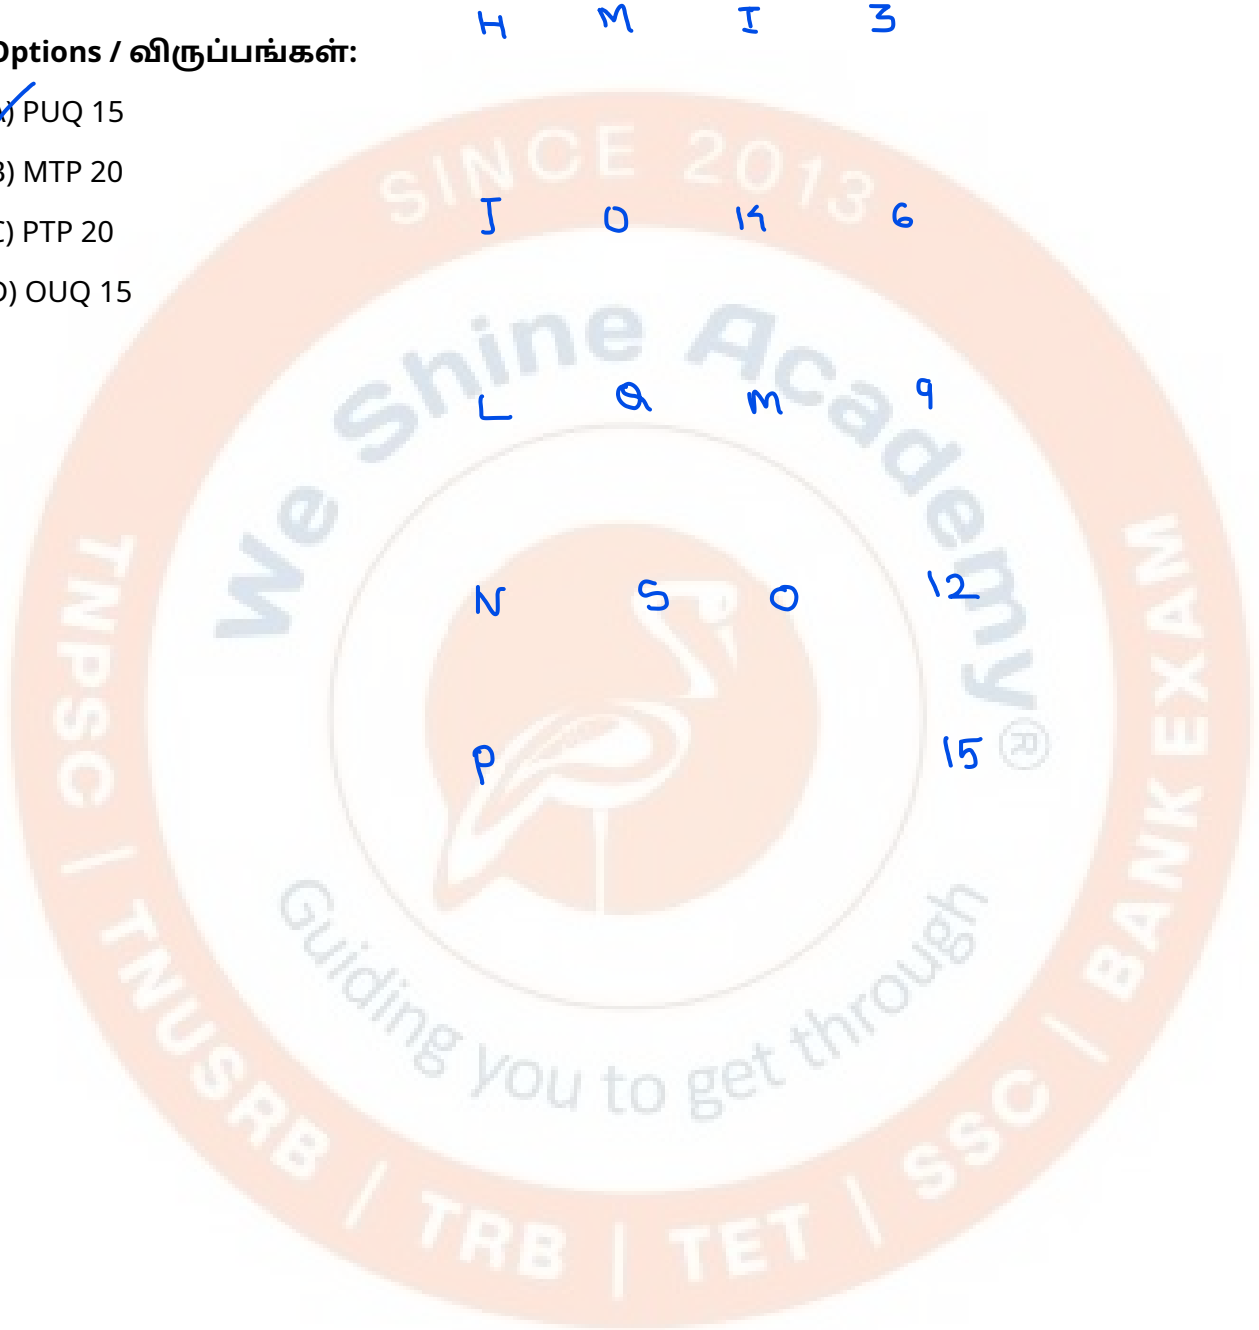 H M I 3
Options / விருப்பங்கள்:
A) PUQ 15
B) MTP 20
C) PTP 20
D) OUQ 15
SINCE 2013
J O K 6
We Shine Academy®
L Q M 9
N S O 12
P 15
Guiding you to get through
TNPSC | TNUSRB | TRB | TET | SSC | BANK EXAM